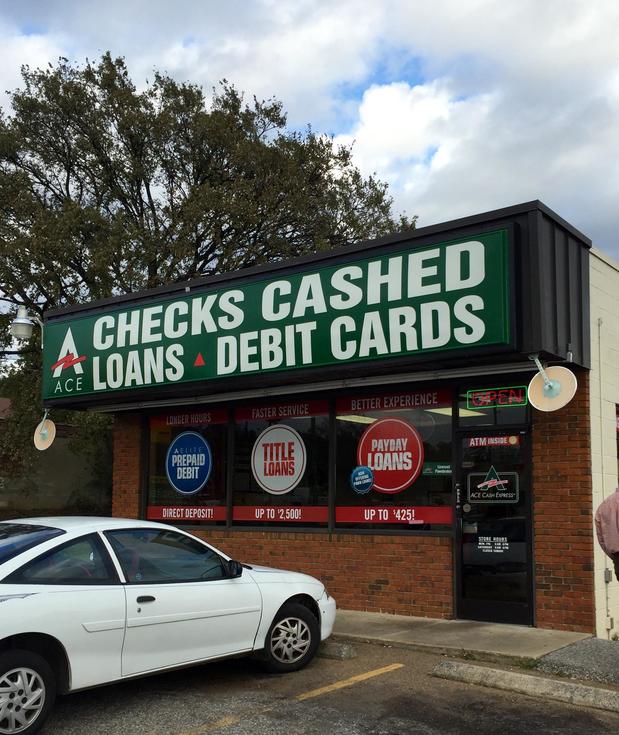 ACE
CHECKS CASHED
LOANS ▲ DEBIT CARDS
OPEN
LONGER HOURS
FASTER SERVICE
BETTER EXPERIENCE
ELITE
PREPAID
DEBIT
DIRECT DEPOSIT!
TITLE
LOANS
UP TO $2,500!
PAYDAY
LOANS
UP TO $425!
ATM INSIDE
ACE CASH EXPRESS
STORE HOURS